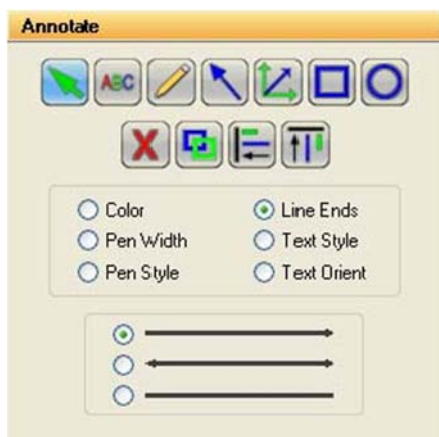 Annotate
ABC
Color
Line Ends
Pen Width
Text Style
Pen Style
Text Orient